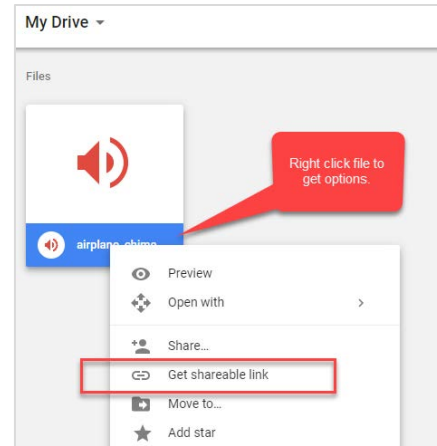 My Drive
Files
Right click file to
get options.
airplane_chime
Preview
Open with
Share...
Get shareable link
Move to...
Add star